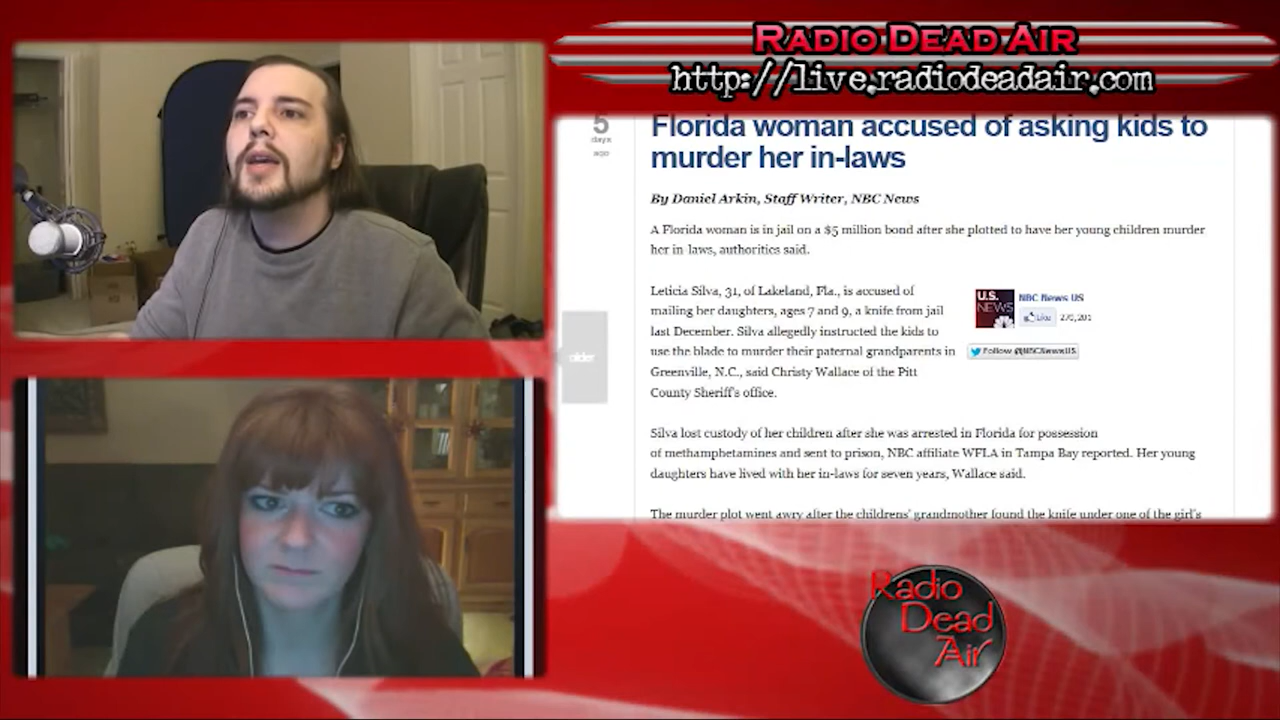 RADIO DEAD AIR
http://live.radiodeadair.com
5
days
ago
Florida woman accused of asking kids to
murder her in-laws
By Daniel Arkin, Staff Writer, NBC News
A Florida woman is in jail on a $5 million bond after she plotted to have her young children murder
her in-laws, authorities said.
Leticia Silva, 31, of Lakeland, Fla., is accused of
mailing her daughters, ages 7 and 9, a knife from jail
last December. Silva allegedly instructed the kids to
use the blade to murder their paternal grandparents in
Greenville, N.C., said Christy Wallace of the Pitt
County Sheriff's office.
U.S.
NEWS
NBC News US
Like 270,201
Follow @NBCNewsUS
older
Silva lost custody of her children after she was arrested in Florida for possession
of methamphetamines and sent to prison, NBC affiliate WFLA in Tampa Bay reported. Her young
daughters have lived with her in-laws for seven years, Wallace said.
The murder plot went awry after the childrens' grandmother found the knife under one of the girl's
Radio
Dead
Air